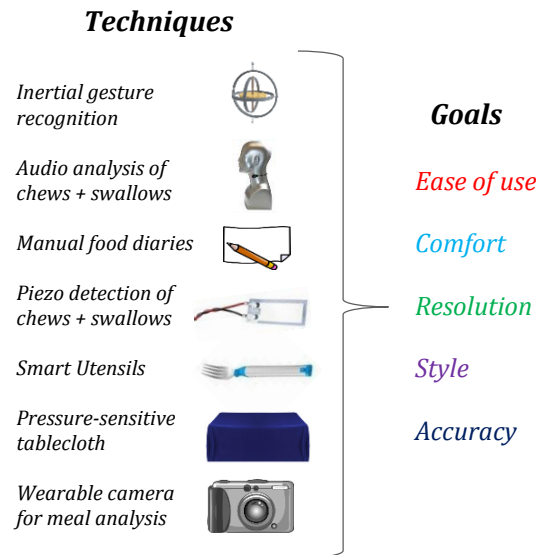 Techniques
Inertial gesture
recognition
Audio analysis of
chews + swallows
Manual food diaries
Piezo detection of
chews + swallows
Smart Utensils
Pressure-sensitive
tablecloth
Wearable camera
for meal analysis
Goals
Ease of use
Comfort
Resolution
Style
Accuracy